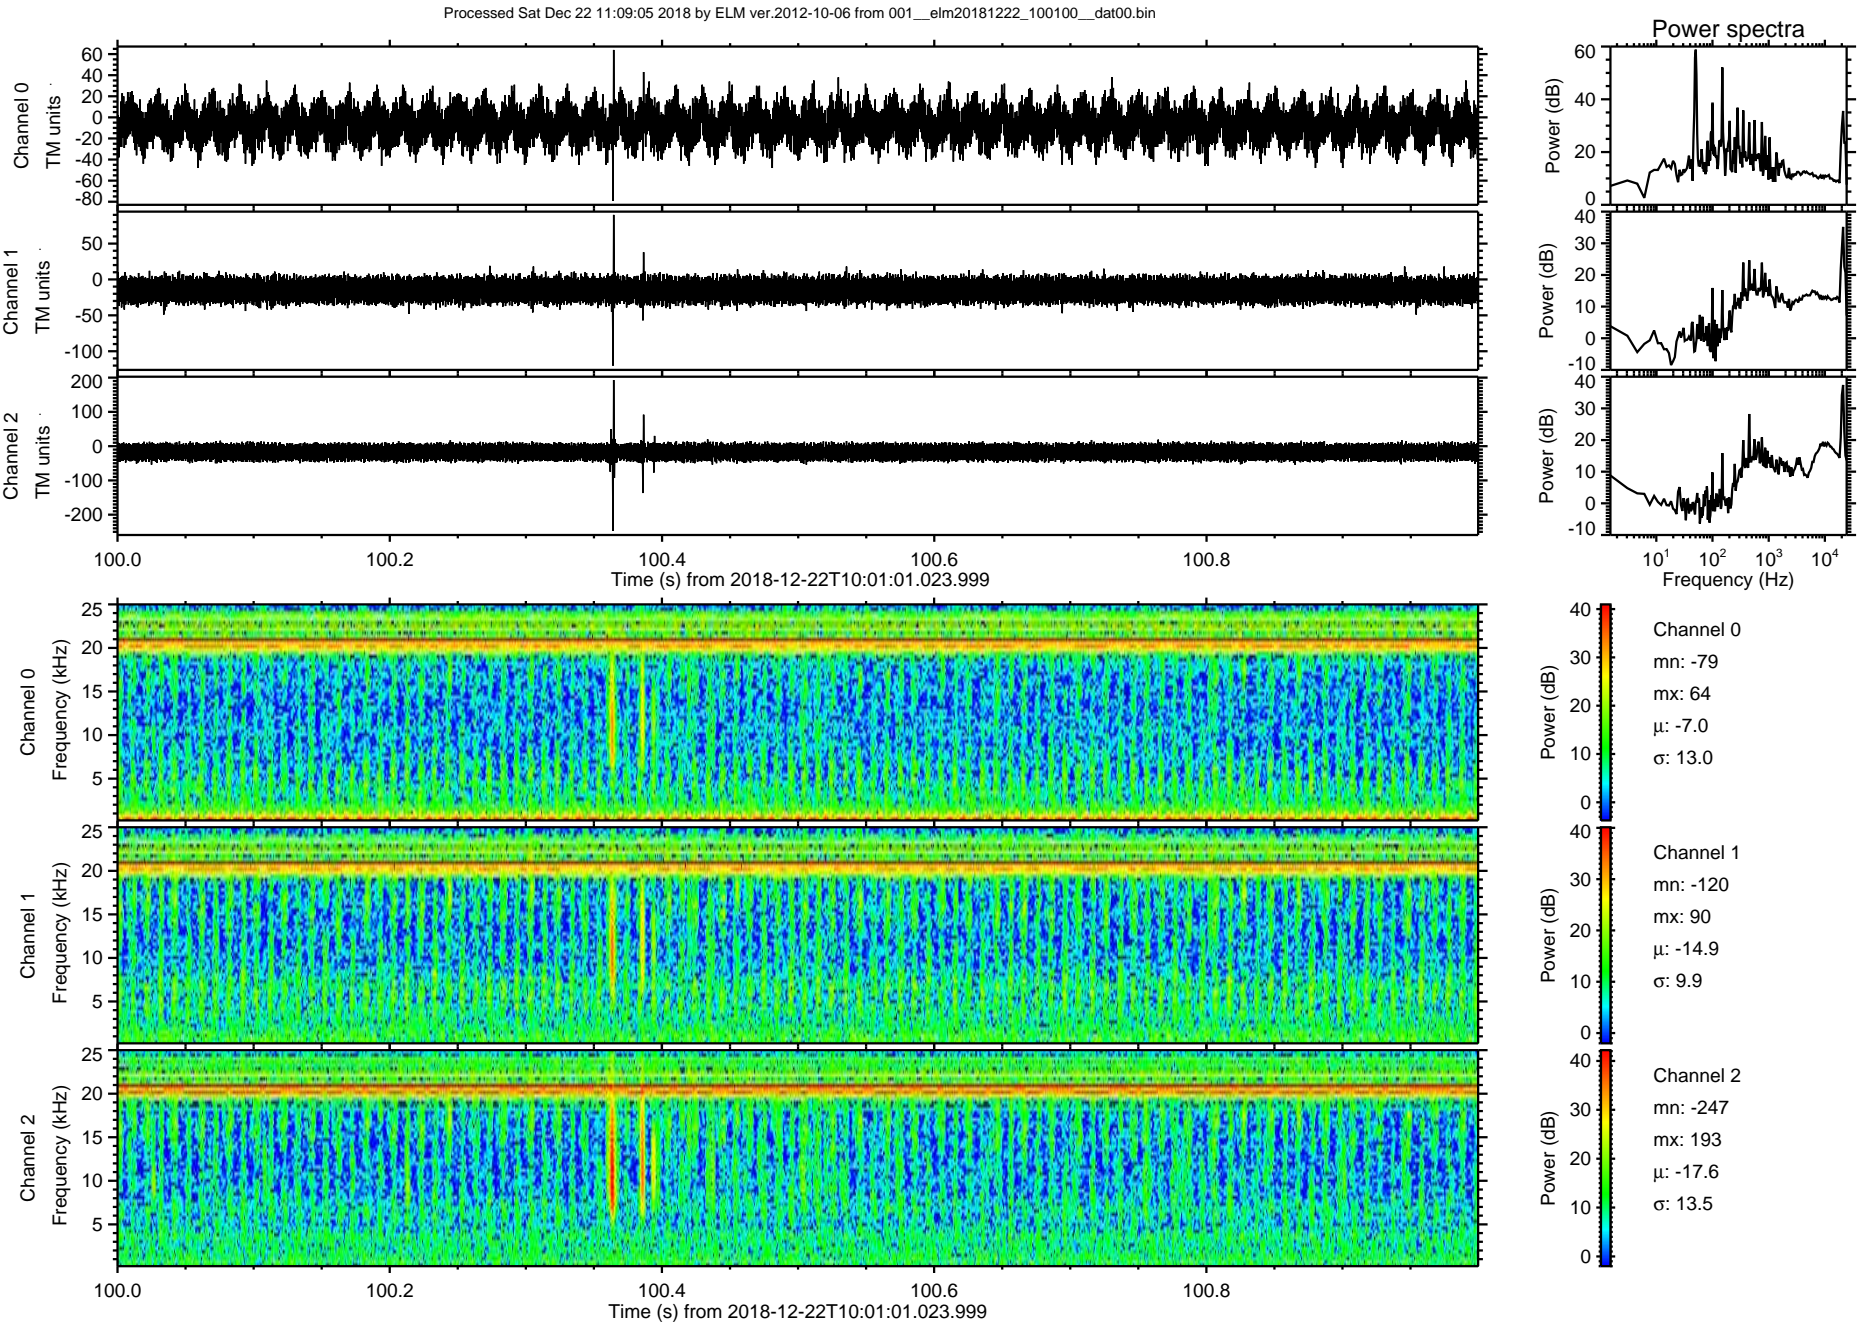 Processed Sat Dec 22 11:09:05 2018 by ELM ver.2012-10-06 from 001__elm20181222_100100__dat00.bin
Power spectra
Channel 0
TM units
60
40
20
0
-20
-40
-60
-80
Power (dB)
60
40
20
0
Channel 1
TM units
50
0
-50
-100
Power (dB)
40
30
20
10
0
-10
Channel 2
TM units
200
100
0
-100
-200
Power (dB)
40
30
20
10
0
-10
100.0 100.2 100.4 100.6 100.8
Time (s) from 2018-12-22T10:01:01.023.999
10^1 10^2 10^3 10^4
Frequency (Hz)
Channel 0
Frequency (kHz)
25
20
15
10
5
Power (dB)
40
30
20
10
0
Channel 0
mn: -79
mx: 64
μ: -7.0
σ: 13.0
Channel 1
Frequency (kHz)
25
20
15
10
5
Power (dB)
40
30
20
10
0
Channel 1
mn: -120
mx: 90
μ: -14.9
σ: 9.9
Channel 2
Frequency (kHz)
25
20
15
10
5
Power (dB)
40
30
20
10
0
Channel 2
mn: -247
mx: 193
μ: -17.6
σ: 13.5
100.0 100.2 100.4 100.6 100.8
Time (s) from 2018-12-22T10:01:01.023.999